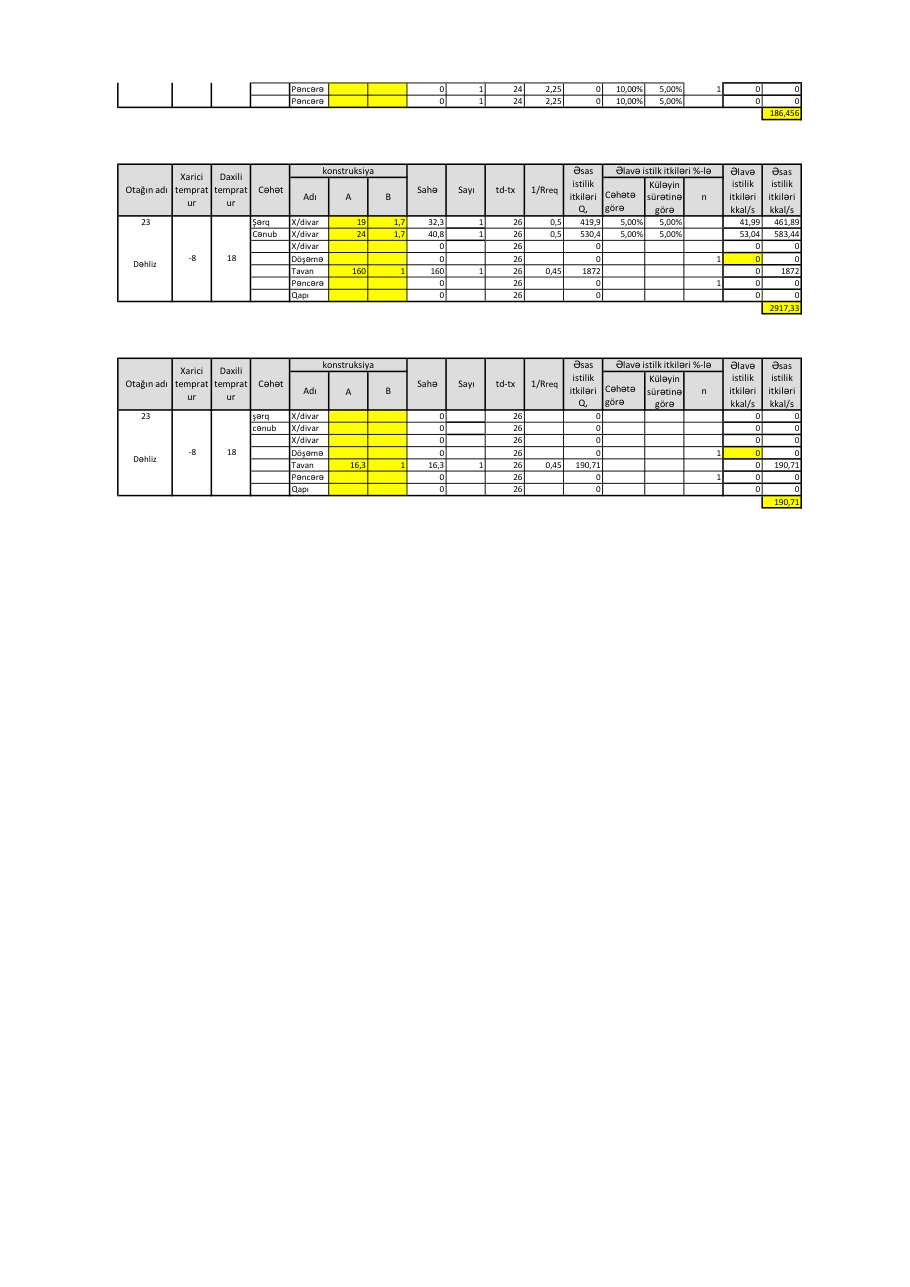 Pəncərə 0 1 24 2,25 0 10,00% 5,00% 1 0 0
Pəncərə 0 1 24 2,25 0 10,00% 5,00% 0 0
186,456
Otağın adı Xarici temprat ur Daxili temprat ur Cəhət konstruksiya Sahə Sayı td-tx 1/Rreq Əsas istilik itkiləri Q, Əlavə istilk itkiləri %-lə Əlavə istilik itkiləri kkal/s Əsas istilik itkiləri kkal/s
Adı A B Cəhətə görə Küləyin sürətinə görə n
23 Şərq X/divar 19 1,7 32,3 1 26 0,5 419,9 5,00% 5,00% 41,99 461,89
Cənub X/divar 24 1,7 40,8 1 26 0,5 530,4 5,00% 5,00% 53,04 583,44
X/divar 0 26 0 0 0
Dəhliz -8 18 Döşəmə 0 26 0 1 0 0
Tavan 160 1 160 1 26 0,45 1872 0 1872
Pəncərə 0 26 0 1 0 0
Qapı 0 26 0 0 0
2917,33
Otağın adı Xarici temprat ur Daxili temprat ur Cəhət konstruksiya Sahə Sayı td-tx 1/Rreq Əsas istilik itkiləri Q, Əlavə istilk itkiləri %-lə Əlavə istilik itkiləri kkal/s Əsas istilik itkiləri kkal/s
Adı A B Cəhətə görə Küləyin sürətinə görə n
23 şərq X/divar 0 26 0 0 0
cənub X/divar 0 26 0 0 0
X/divar 0 26 0 0 0
Dəhliz -8 18 Döşəmə 0 26 0 1 0 0
Tavan 16,3 1 16,3 1 26 0,45 190,71 0 190,71
Pəncərə 0 26 0 1 0 0
Qapı 0 26 0 0 0
190,71